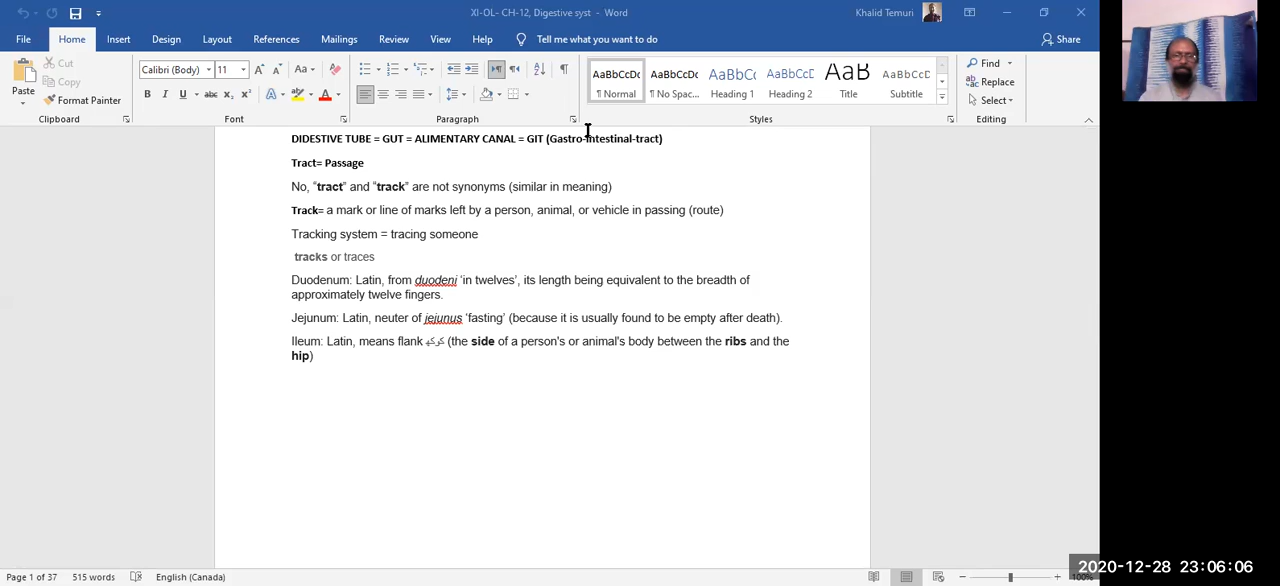 XI-OL- CH-12, Digestive syst - Word
Khalid Temuri
File Home Insert Design Layout References Mailings Review View Help Tell me what you want to do Share
Paste
Cut
Copy
Format Painter
Calibri (Body) 11
Aa
B I U abc x₂ x² A A
AaBbCcDc AaBbCcDc AaBbCc AaBbCcD AaB AaBbCcD
¶ Normal ¶ No Spac... Heading 1 Heading 2 Title Subtitle
Find
Replace
Select
Clipboard Font Paragraph Styles Editing
DIDESTIVE TUBE = GUT = ALIMENTARY CANAL = GIT (Gastro-intestinal-tract)
Tract= Passage
No, “tract” and “track” are not synonyms (similar in meaning)
Track= a mark or line of marks left by a person, animal, or vehicle in passing (route)
Tracking system = tracing someone
tracks or traces
Duodenum: Latin, from duodeni ‘in twelves’, its length being equivalent to the breadth of
approximately twelve fingers.
Jejunum: Latin, neuter of jejunus ‘fasting’ (because it is usually found to be empty after death).
Ileum: Latin, means flank کوکھ (the side of a person's or animal's body between the ribs and the
hip)
Page 1 of 37 515 words English (Canada)
100%
2020-12-28 23:06:06